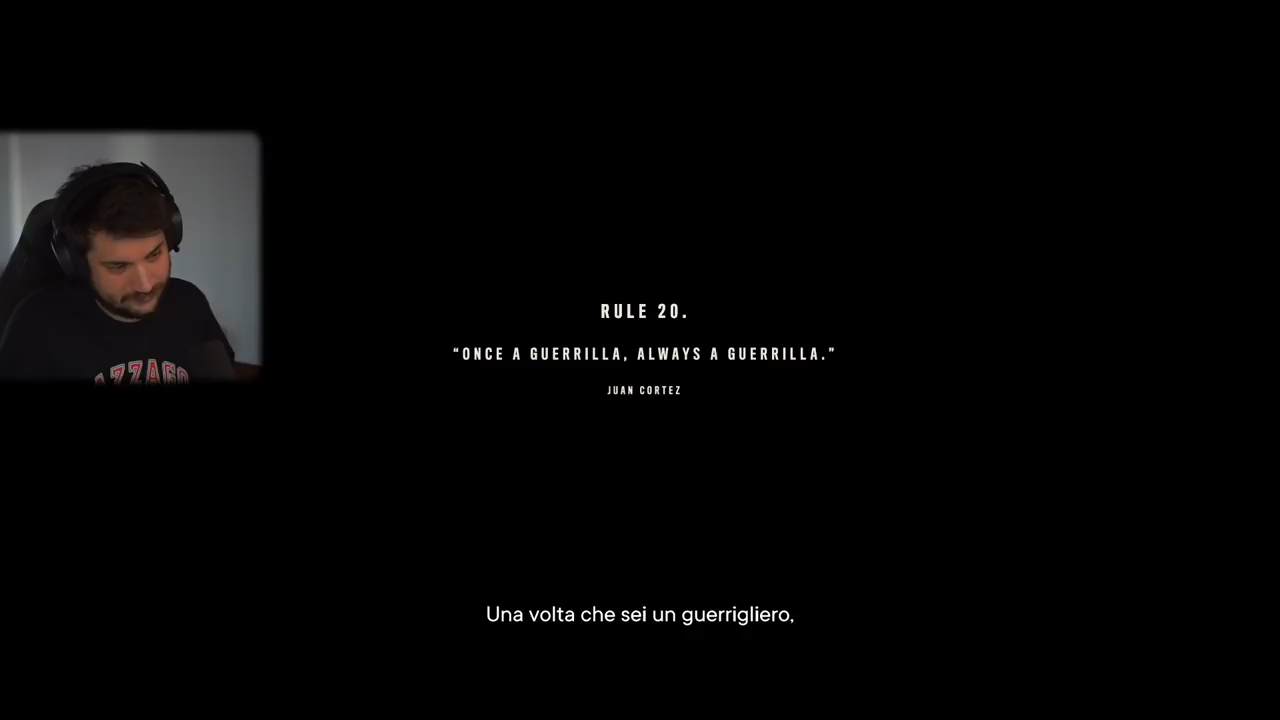 RULE 20.
“ONCE A GUERRILLA, ALWAYS A GUERRILLA.”
JUAN CORTEZ
Una volta che sei un guerrigliero,